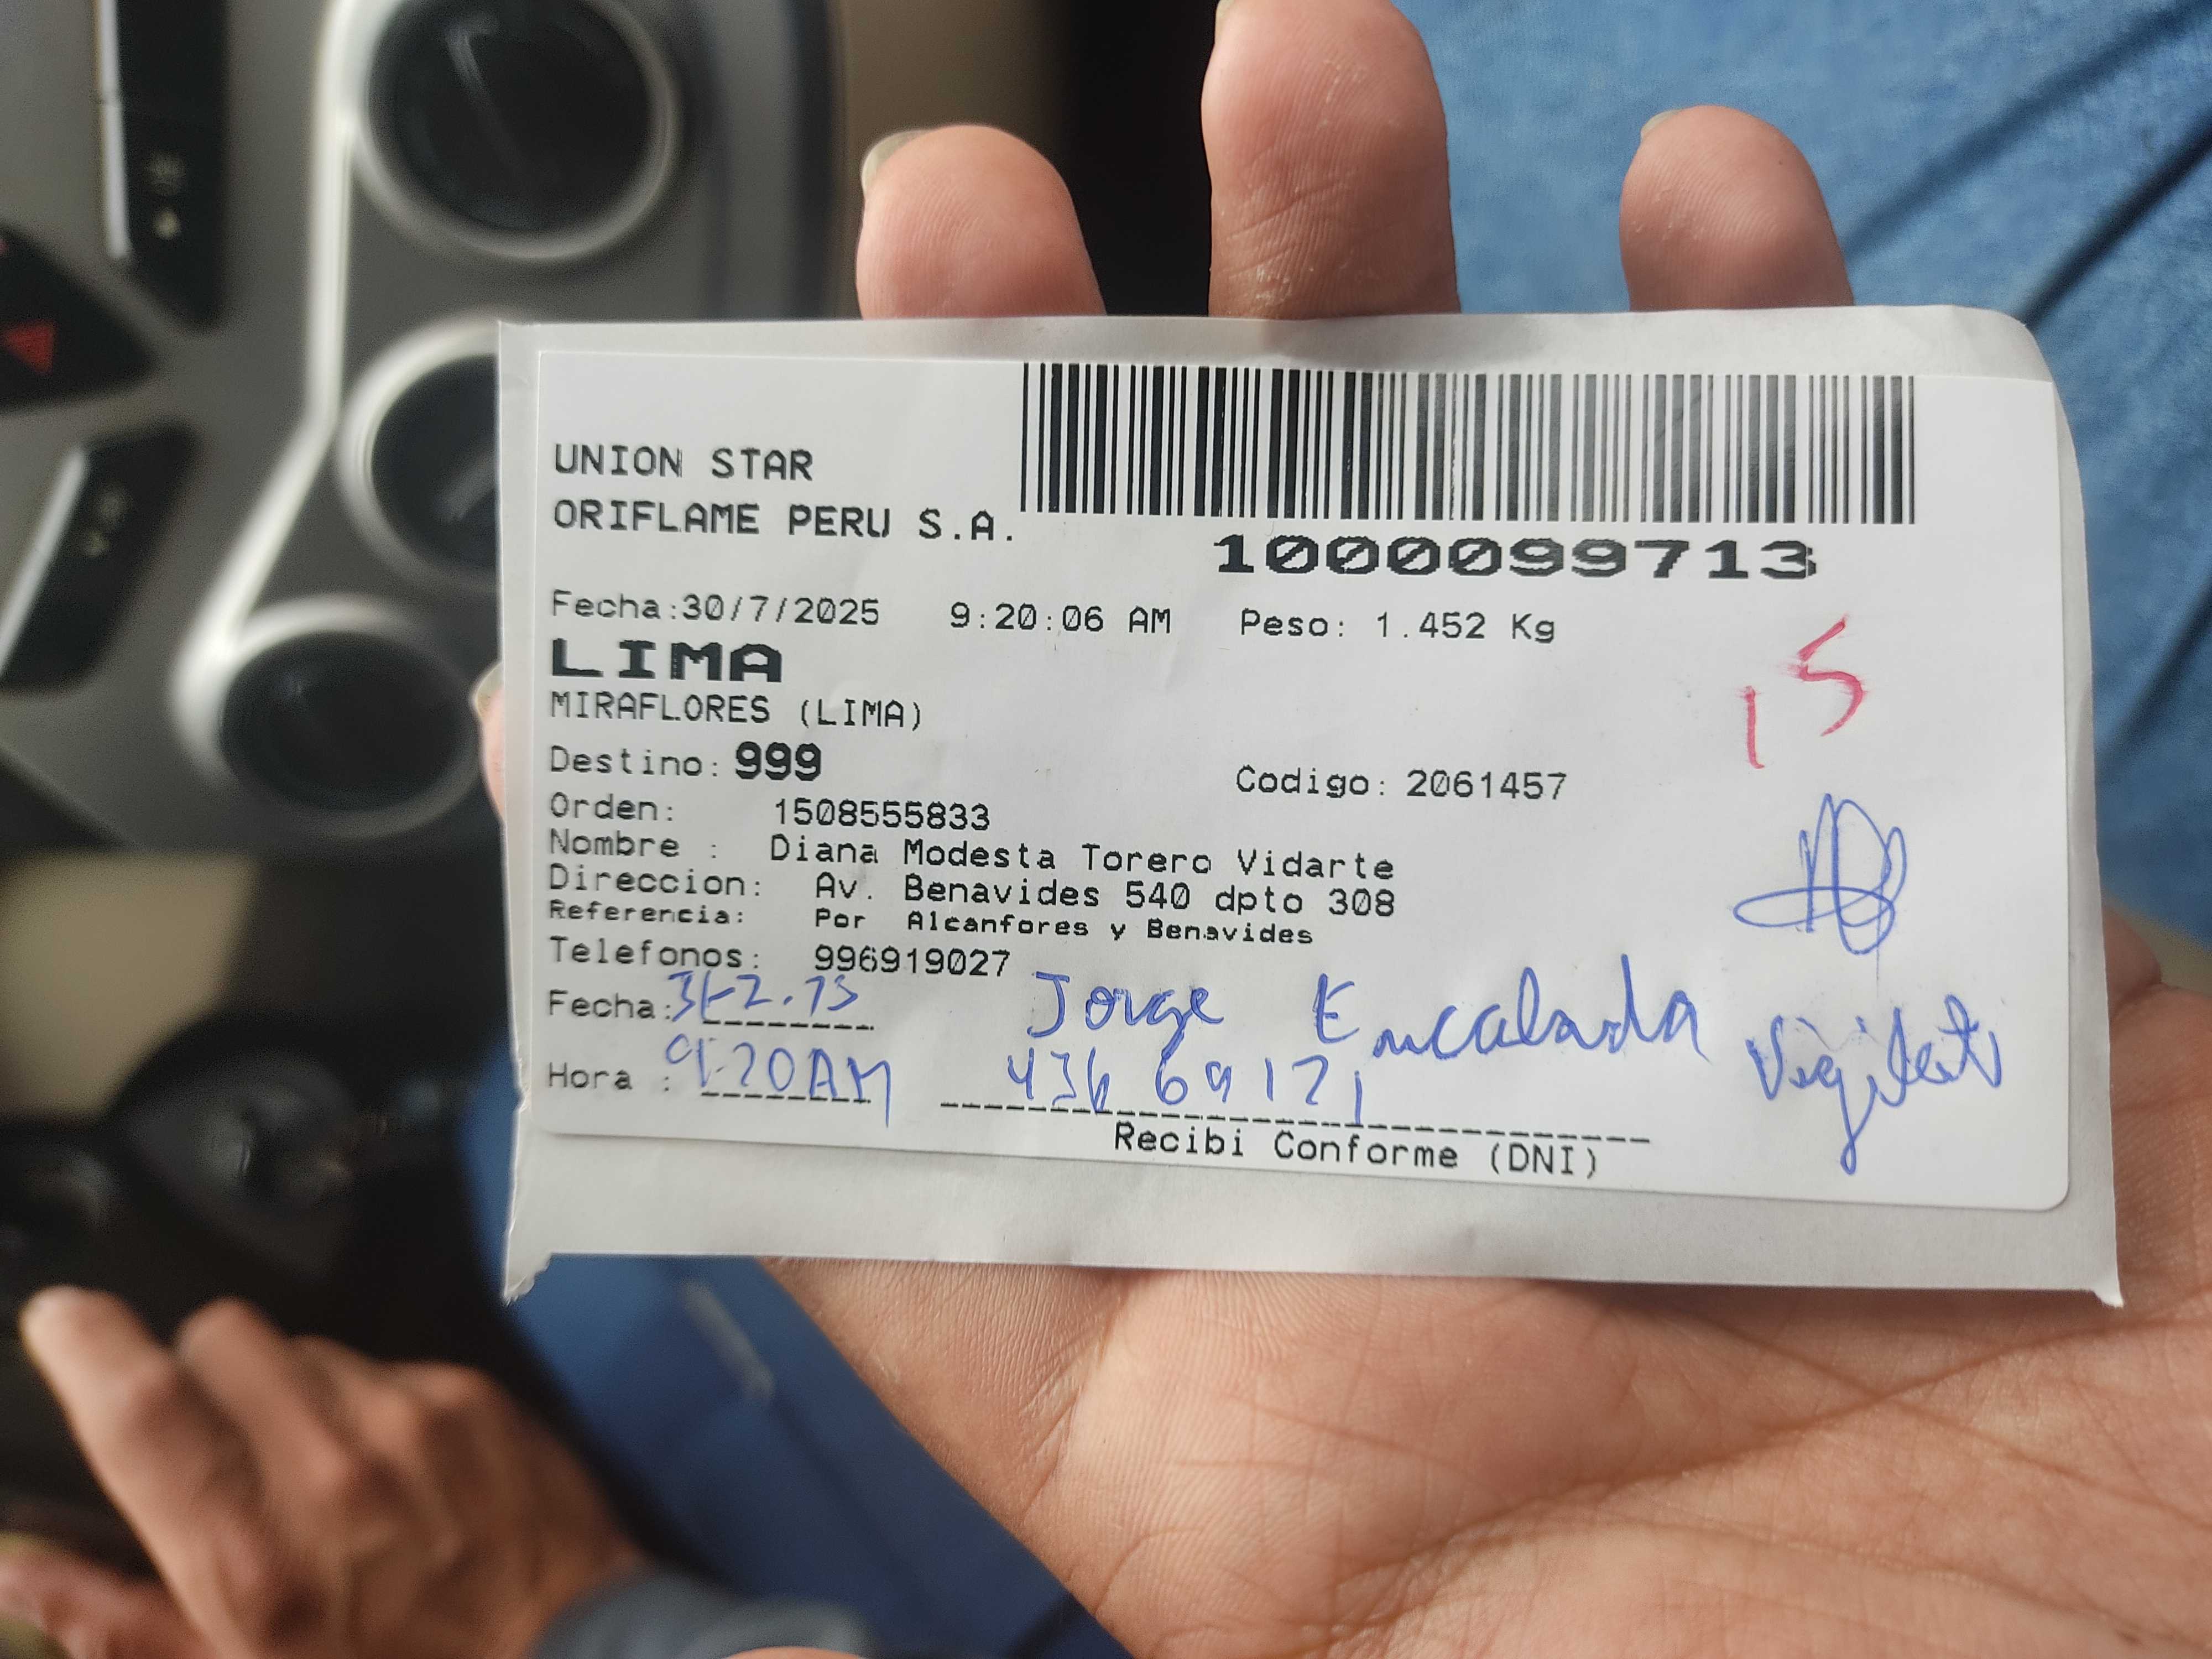 UNION STAR
ORIFLAME PERU S.A.
1000099713
Fecha:30/7/2025 9:20:06 AM Peso: 1.452 Kg
LIMA
MIRAFLORES (LIMA)
15
Destino: 999
Codigo: 2061457
Orden: 1508555833
Nombre : Diana Modesta Torero Vidarte
Direccion: Av. Benavides 540 dpto 308
Referencia: Por Alcanfores y Benavides
Telefonos: 996919027
Fecha: Jorge Encalada
Hora : 9:20AM
Recibi Conforme (DNI)